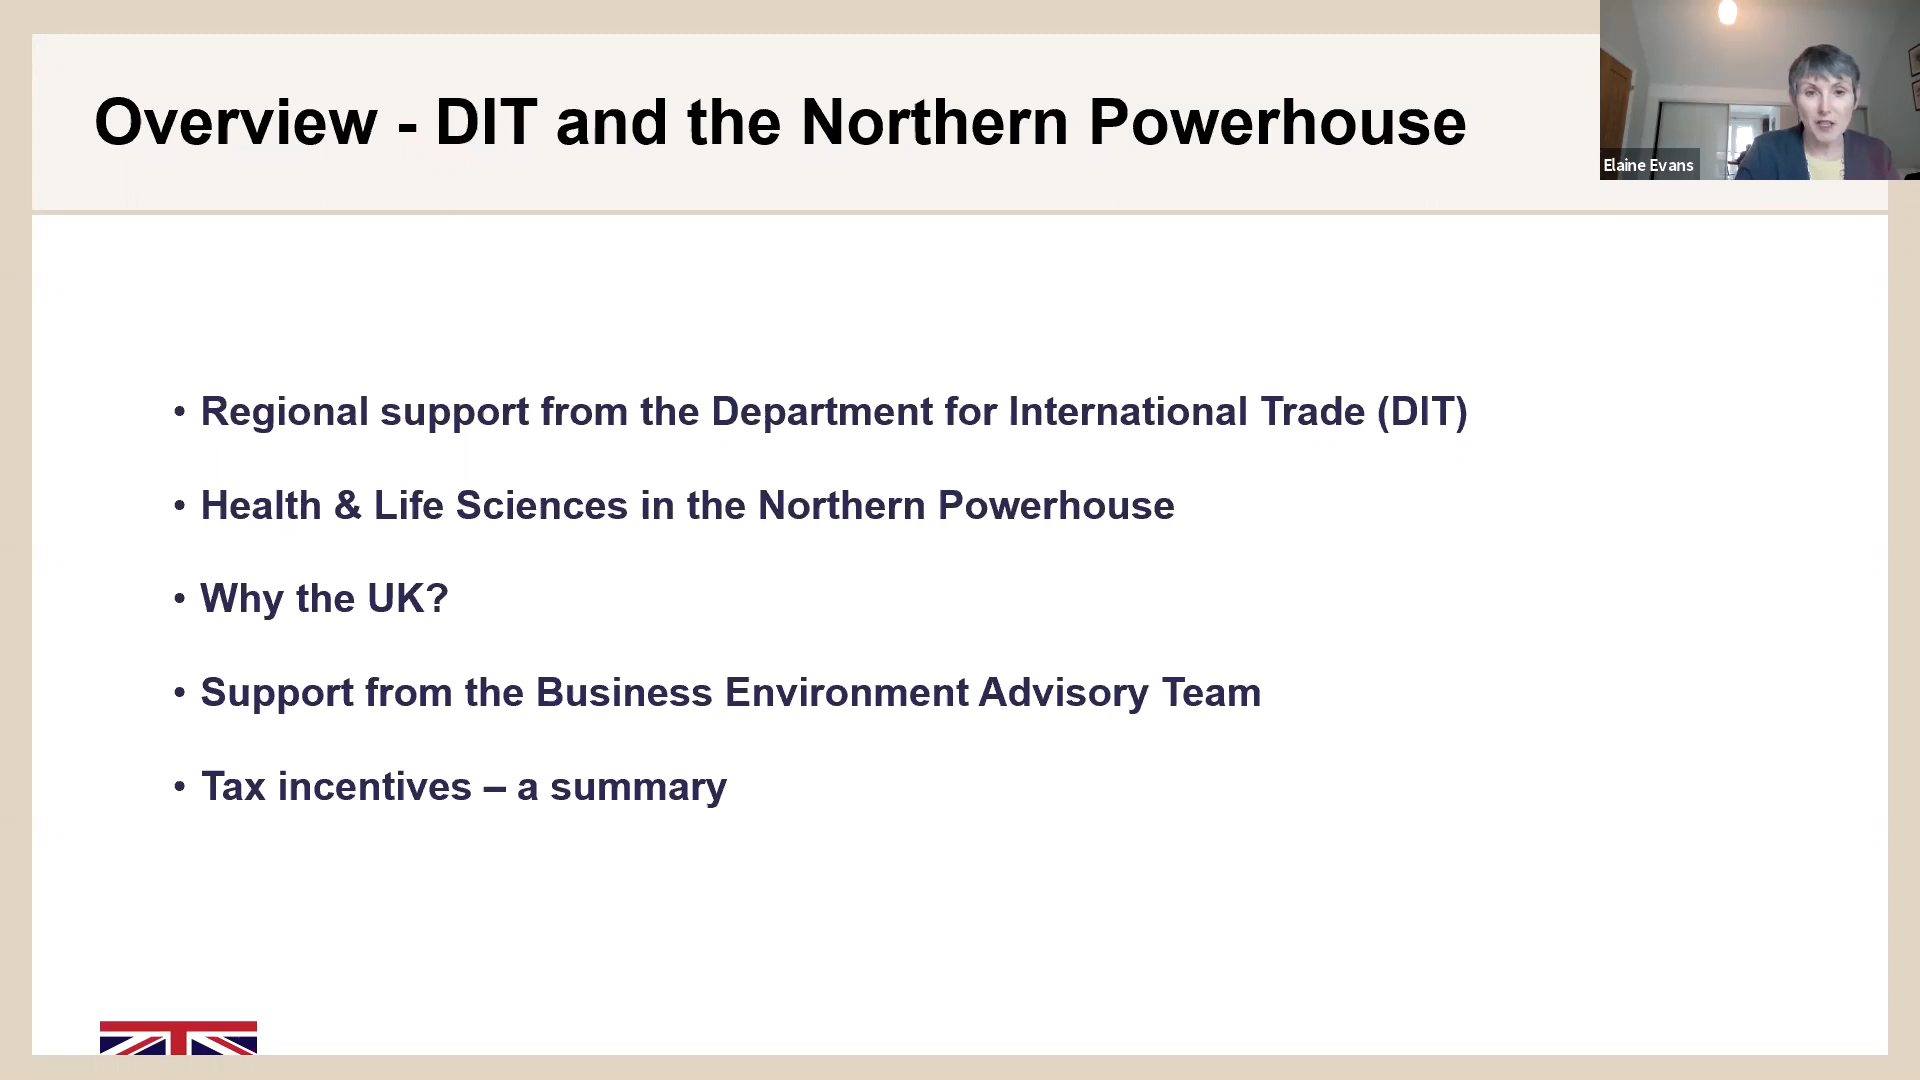 Overview - DIT and the Northern Powerhouse
Elaine Evans
• Regional support from the Department for International Trade (DIT)
• Health & Life Sciences in the Northern Powerhouse
• Why the UK?
• Support from the Business Environment Advisory Team
• Tax incentives – a summary